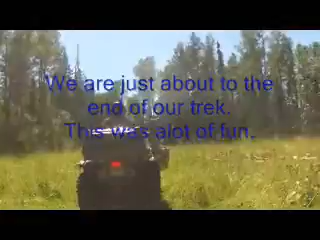 We are just about to the
end of our trek.
This was alot of fun.